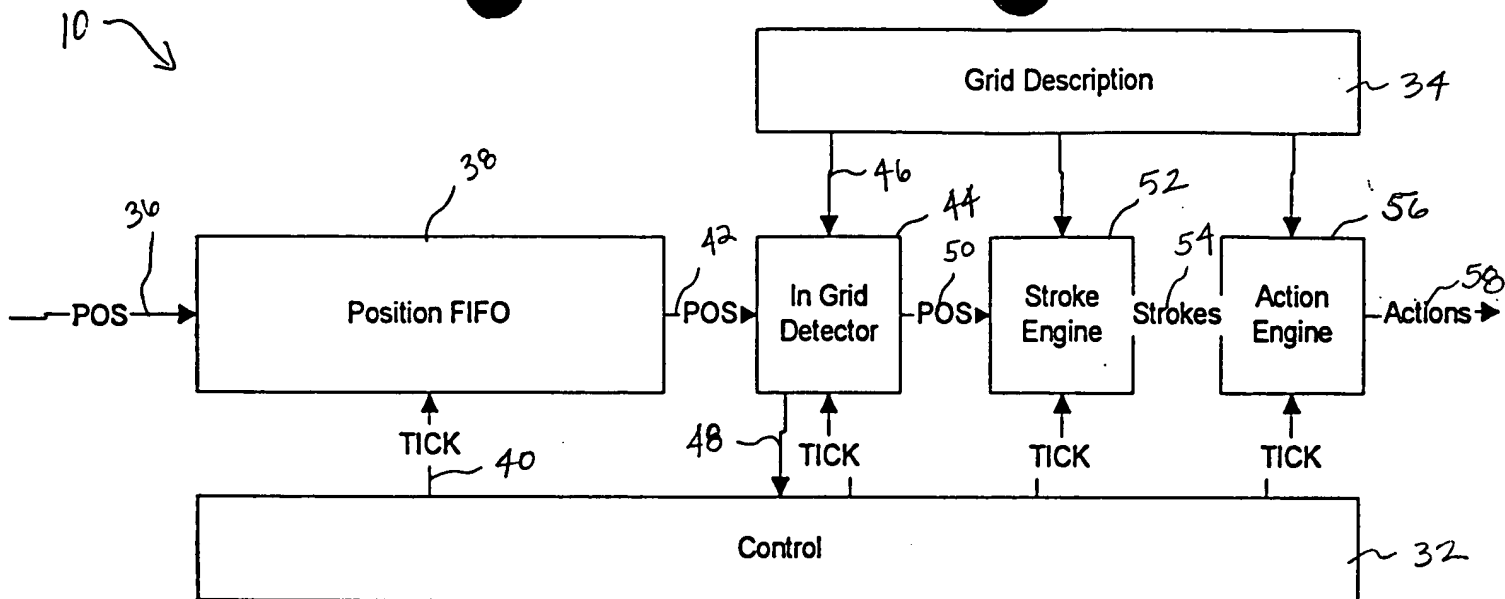 10
Grid Description
34
38
46
52
44
56
36
42
50
54
58
POS
Position FIFO
POS
In Grid
Detector
POS
Stroke
Engine
Strokes
Action
Engine
Actions
TICK
40
48
TICK
TICK
TICK
Control
32